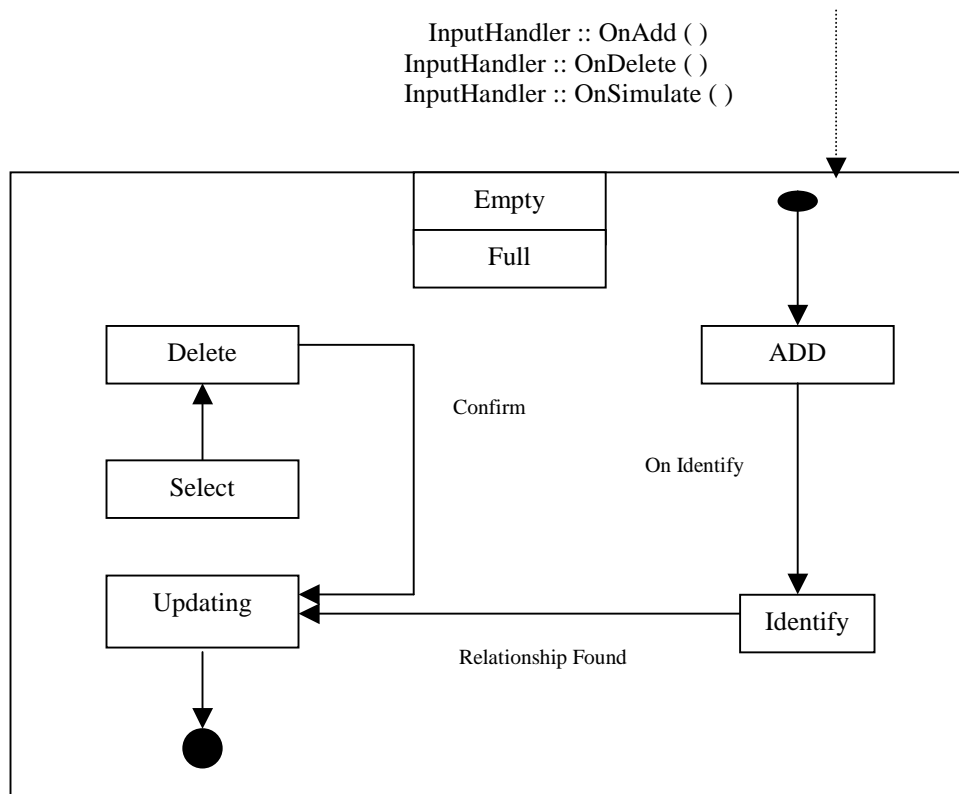 InputHandler :: OnAdd ( )
InputHandler :: OnDelete ( )
InputHandler :: OnSimulate ( )
Empty
Full
Delete
ADD
Confirm
On Identify
Select
Updating
Identify
Relationship Found